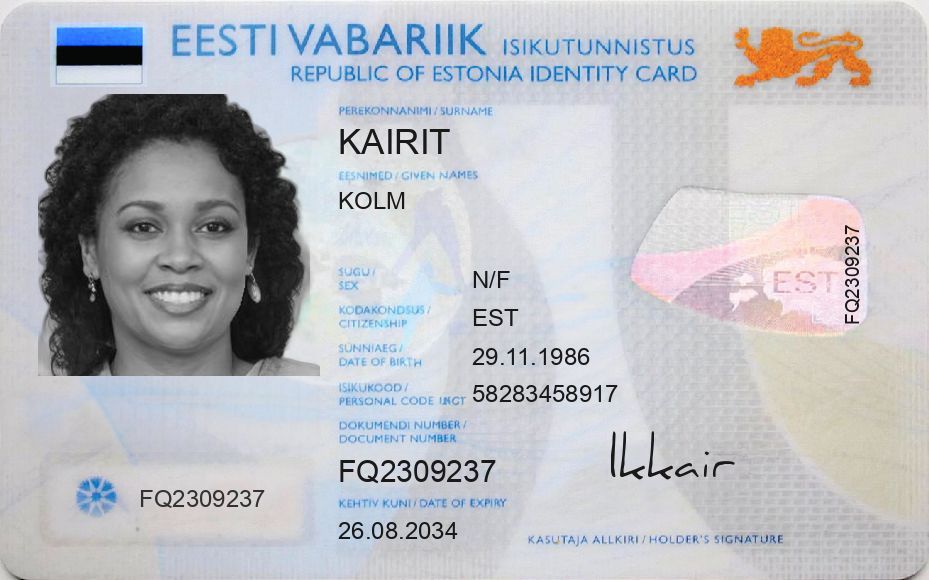 EESTI VABARIIK ISIKUTUNNISTUS
REPUBLIC OF ESTONIA IDENTITY CARD
PEREKONNANIMI / SURNAME
KAIRIT
EESNIMED / GIVEN NAMES
KOLM
SUGU / SEX N/F
KODAKONDSUS / CITIZENSHIP EST
SÜNNIAEG / DATE OF BIRTH 29.11.1986
ISIKUKOOD / PERSONAL CODE 58283458917
DOKUMENDI NUMBER / DOCUMENT NUMBER
FQ2309237
KEHTIV KUNI / DATE OF EXPIRY
26.08.2034
FQ2309237
EST
FQ2309237
Ikkair
KASUTAJA ALLKIRI / HOLDER'S SIGNATURE